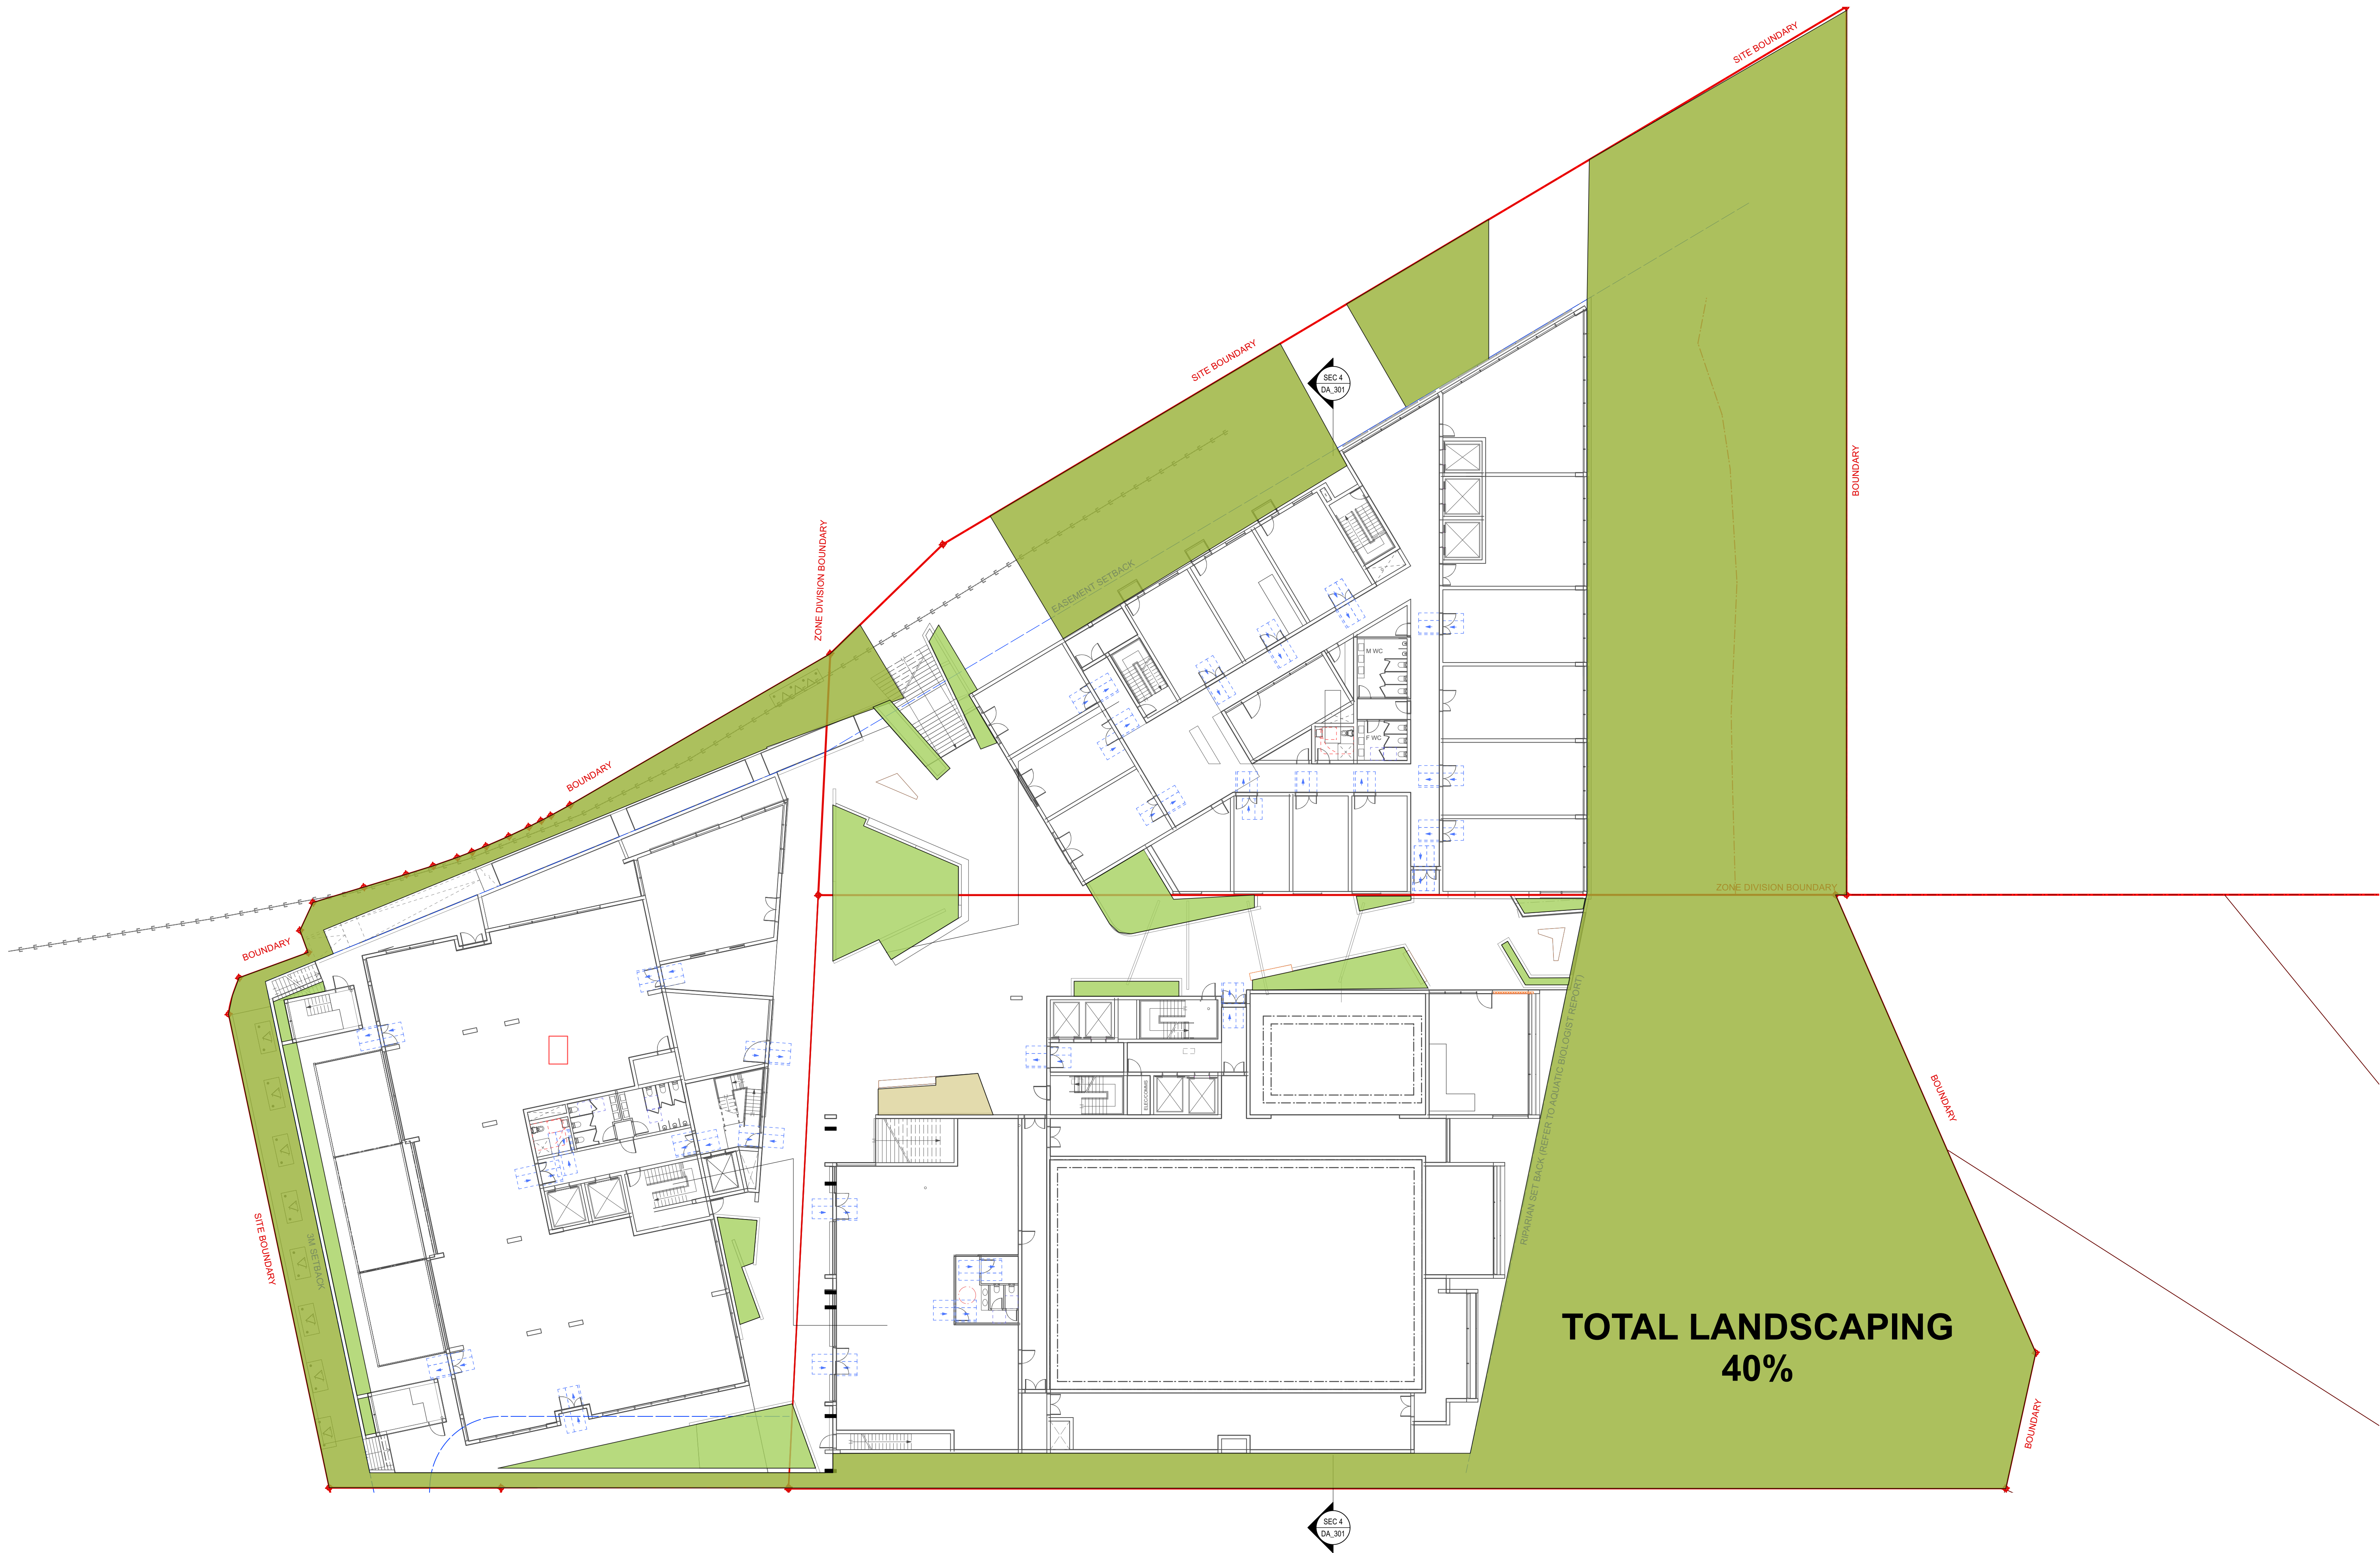 SITE BOUNDARY
SITE BOUNDARY
SEC 4
DA_301
BOUNDARY
ZONE DIVISION BOUNDARY
EASEMENT SETBACK
M WC
F WC
BOUNDARY
ZONE DIVISION BOUNDARY
BOUNDARY
RIPARIAN SET BACK (REFER TO AQUATIC BIOLOGIST REPORT)
ELEC/COMMS
BOUNDARY
SITE BOUNDARY
3M SETBACK
TOTAL LANDSCAPING
40%
BOUNDARY
SEC 4
DA_301